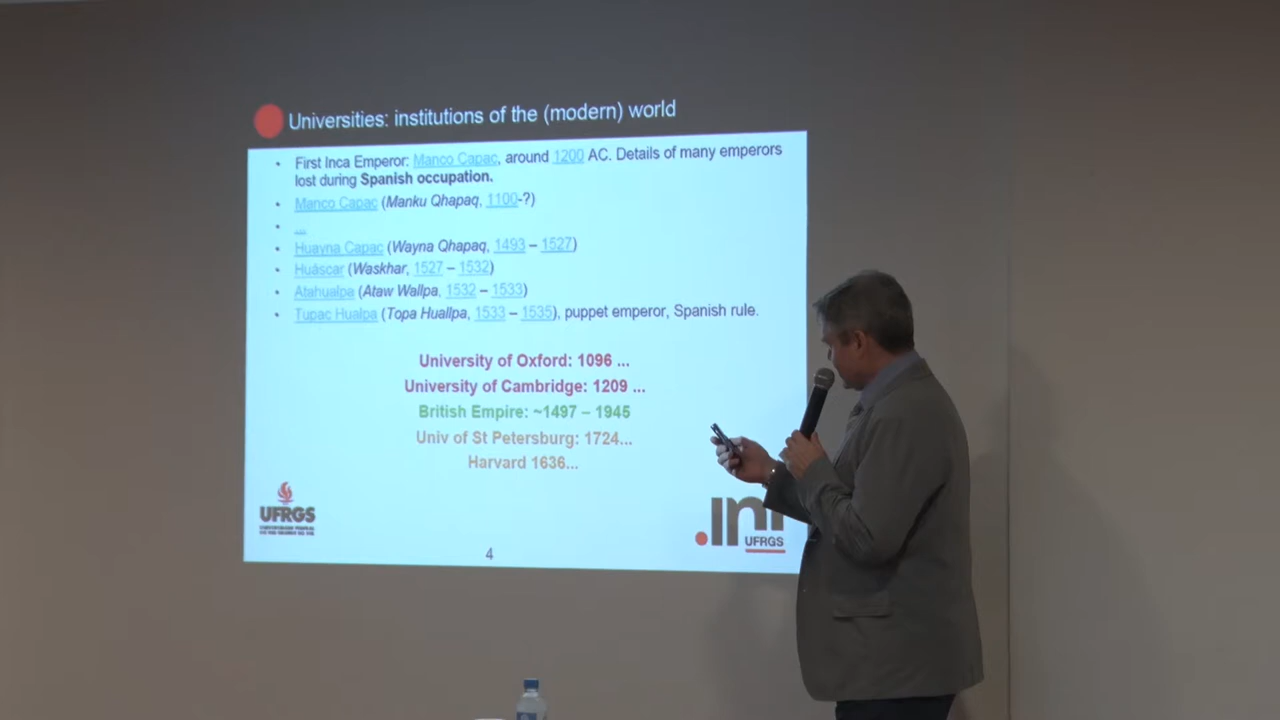 Universities: institutions of the (modern) world
• First Inca Emperor: Manco Capac, around 1200 AC. Details of many emperors
lost during Spanish occupation.
• Manco Capac (Manku Qhapaq, 1100-?)
• ...
• Huayna Capac (Wayna Qhapaq, 1493 – 1527)
• Huáscar (Waskhar, 1527 – 1532)
• Atahualpa (Ataw Wallpa, 1532 – 1533)
• Tupac Hualpa (Topa Huallpa, 1533 – 1535), puppet emperor, Spanish rule.
University of Oxford: 1096 ...
University of Cambridge: 1209 ...
British Empire: ~1497 – 1945
Univ of St Petersburg: 1724...
Harvard 1636...
UFRGS
.inf
UFRGS
4